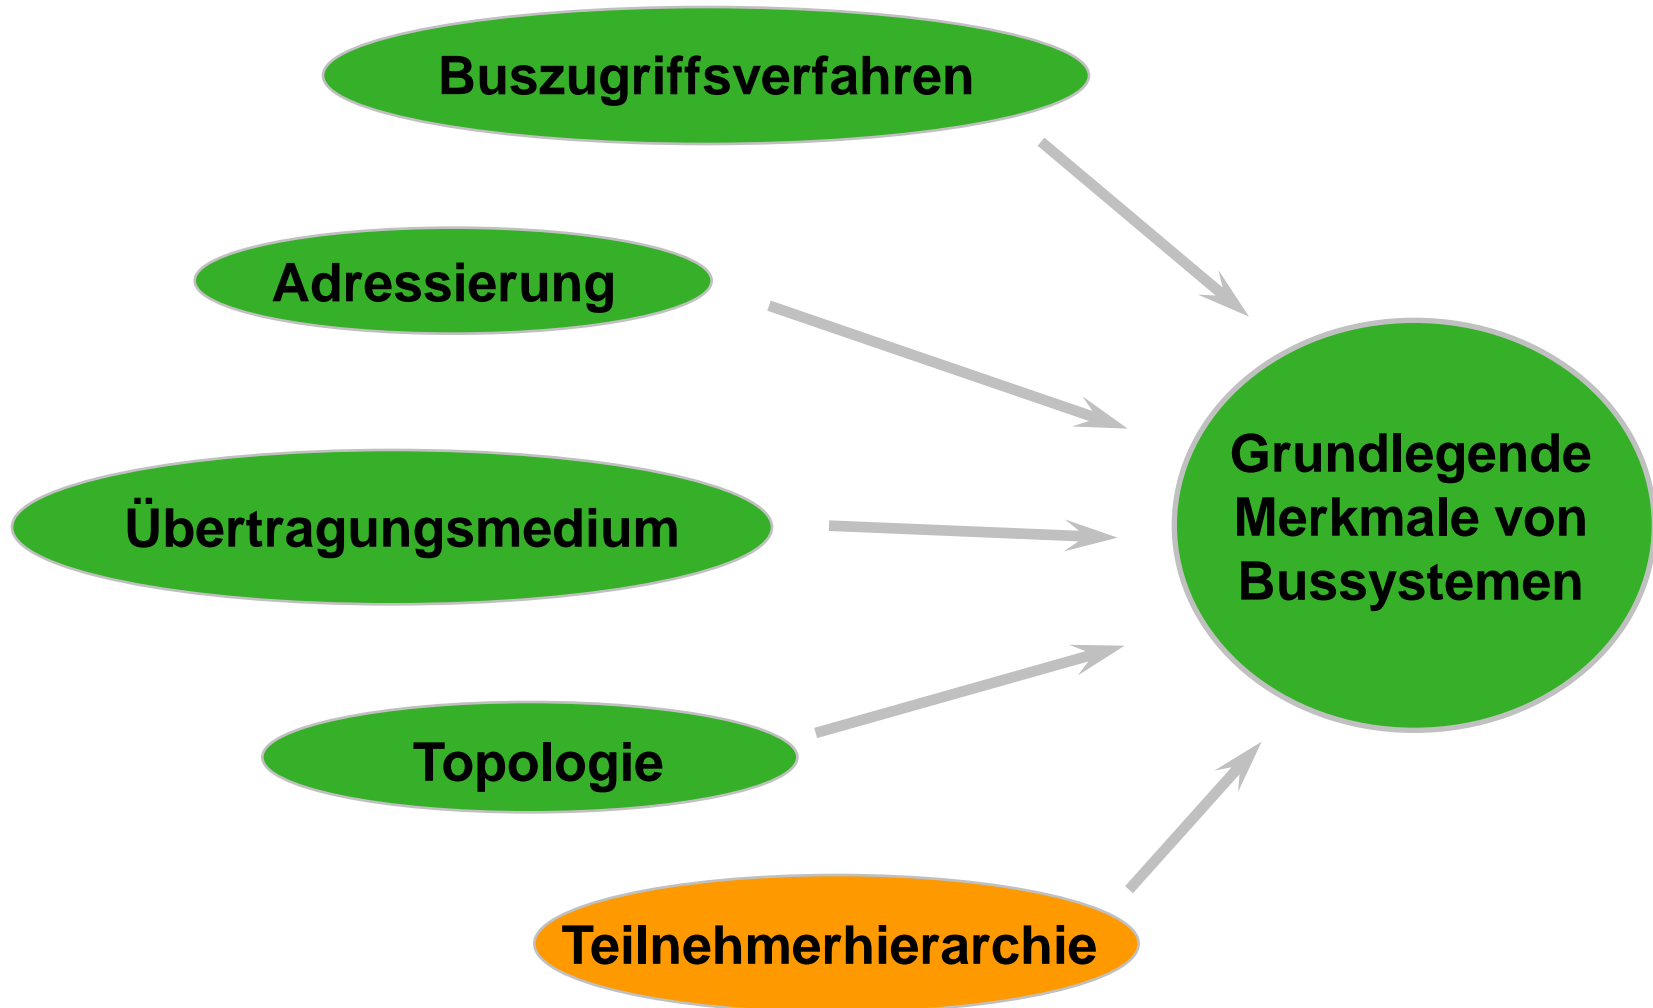 Buszugriffsverfahren
Adressierung
Übertragungsmedium
Topologie
Teilnehmerhierarchie
Grundlegende
Merkmale von
Bussystemen